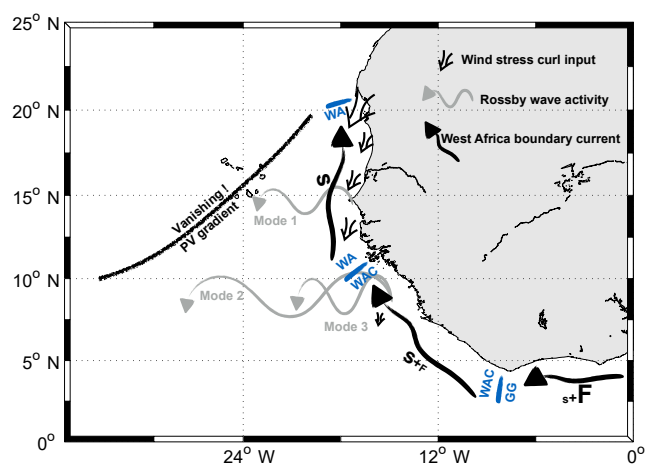 25° N
20° N
15° N
10° N
5° N
0°
24° W
12° W
0°
Wind stress curl input
Rossby wave activity
West Africa boundary current
WA
S
Vanishing !
PV gradient
Mode 1
WA
WAC
Mode 2
Mode 3
S+F
WAC
GG
s+F